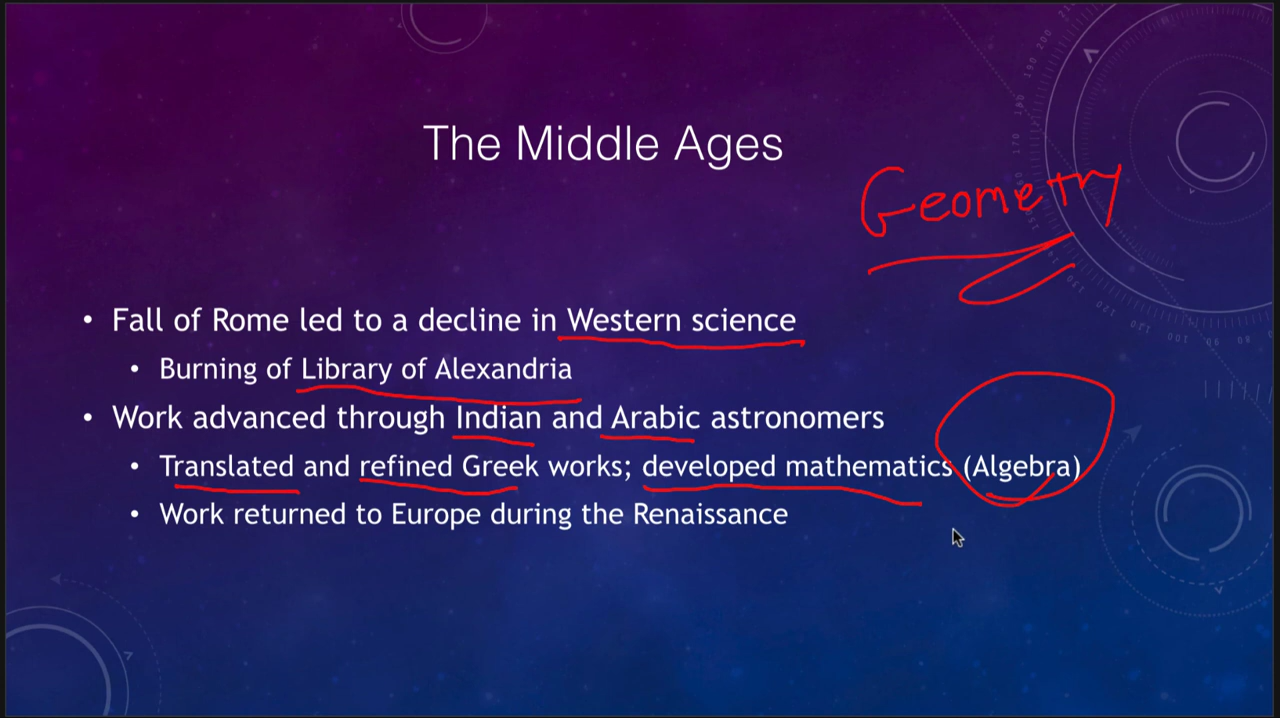 The Middle Ages
Geometry
• Fall of Rome led to a decline in Western science
• Burning of Library of Alexandria
• Work advanced through Indian and Arabic astronomers
• Translated and refined Greek works; developed mathematics (Algebra)
• Work returned to Europe during the Renaissance